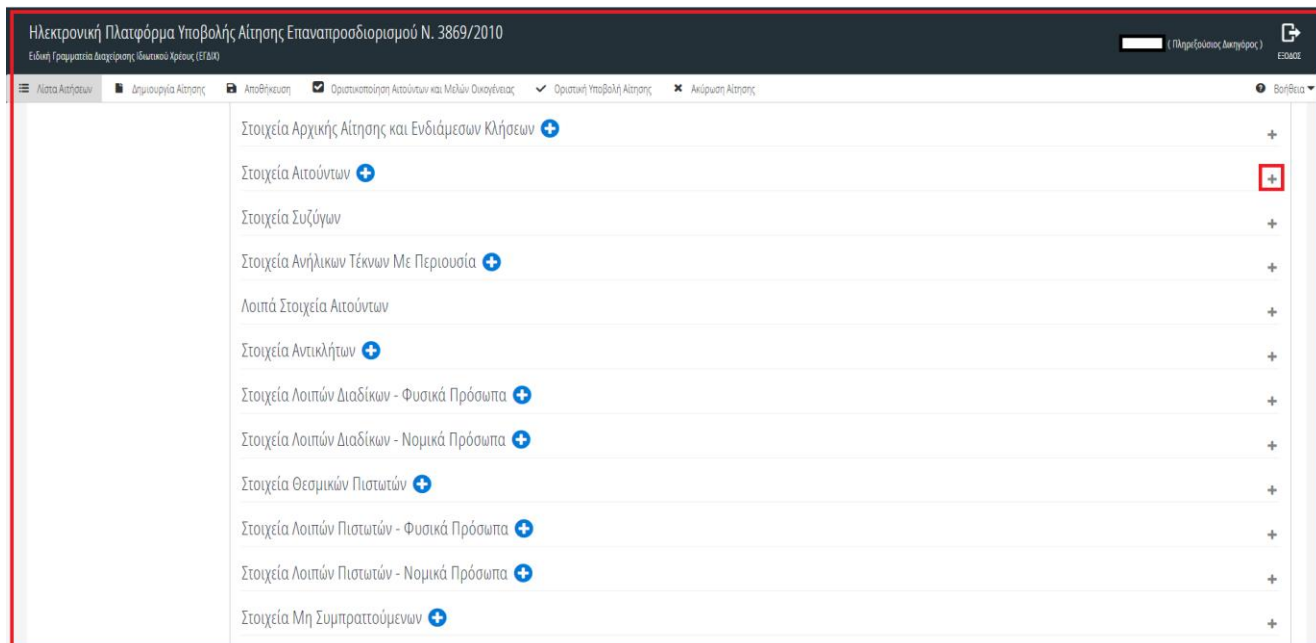 Ηλεκτρονική Πλατφόρμα Υποβολής Αίτησης Επαναπροσδιορισμού Ν. 3869/2010
Ειδική Γραμματεία Διαχείρισης Ιδιωτικού Χρέους (ΕΓΔΙΧ)
( Πληρεξούσιος Δικηγόρος )
ΕΞΟΔΟΣ
Λίστα Αιτήσεων Δημιουργία Αίτησης Αποθήκευση Οριστικοποίηση Αιτούντων και Μελών Οικογένειας Οριστική Υποβολή Αίτησης Ακύρωση Αίτησης Βοήθεια
Στοιχεία Αρχικής Αίτησης και Ενδιάμεσων Κλήσεων
Στοιχεία Αιτούντων
Στοιχεία Συζύγων
Στοιχεία Ανήλικων Τέκνων Με Περιουσία
Λοιπά Στοιχεία Αιτούντων
Στοιχεία Αντικλήτων
Στοιχεία Λοιπών Διαδίκων - Φυσικά Πρόσωπα
Στοιχεία Λοιπών Διαδίκων - Νομικά Πρόσωπα
Στοιχεία Θεσμικών Πιστωτών
Στοιχεία Λοιπών Πιστωτών - Φυσικά Πρόσωπα
Στοιχεία Λοιπών Πιστωτών - Νομικά Πρόσωπα
Στοιχεία Μη Συμπραττούμενων